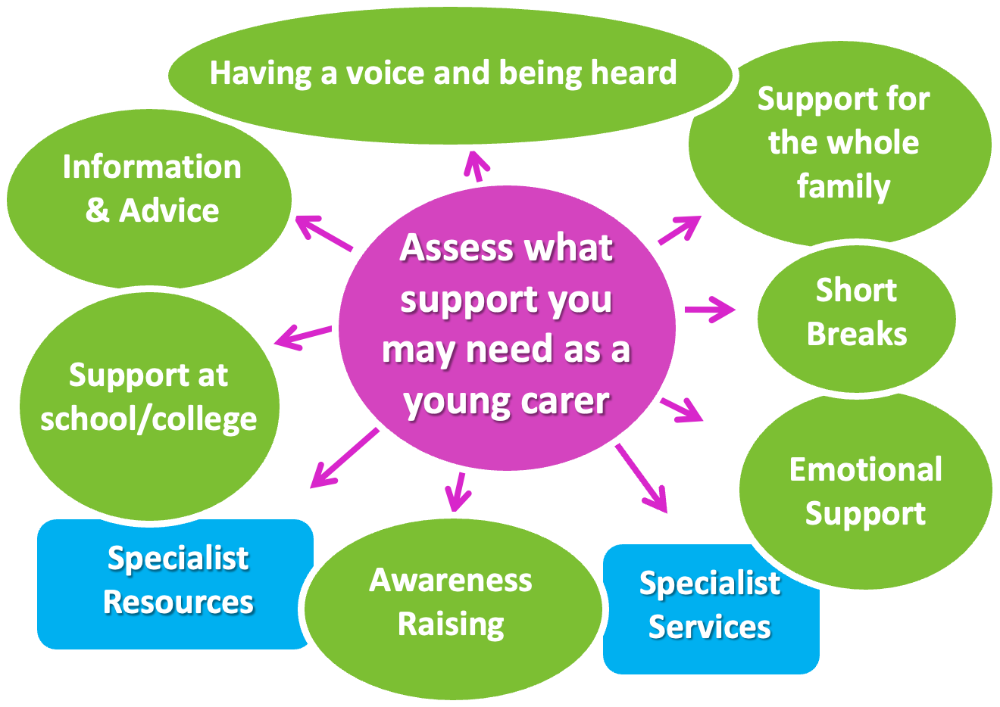 Having a voice and being heard
Support for
the whole
family
Information
& Advice
Assess what
support you
may need as a
young carer
Short
Breaks
Support at
school/college
Emotional
Support
Specialist
Resources
Awareness
Raising
Specialist
Services